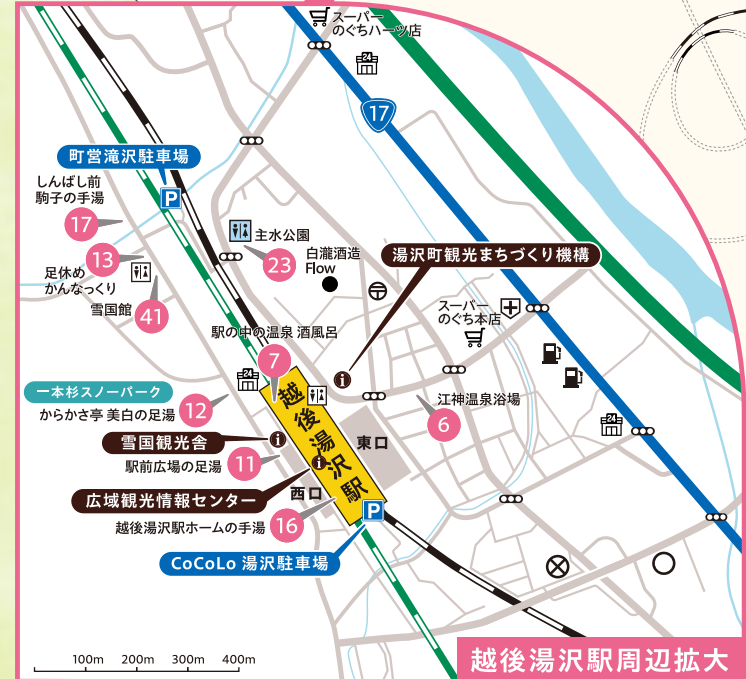 スーパー
のぐちハーツ店
24
17
町営滝沢駐車場
P
しんばし前
駒子の手湯
17
13
足休め
かんなっくり
雪国館
41
主水公園
23
白瀧酒造
Flow
湯沢町観光まちづくり機構
スーパー
のぐち本店
駅の中の温泉 酒風呂
7
24
i
一本杉スノーパーク
からかさ亭 美白の足湯
12
江神温泉浴場
6
24
越後湯沢駅
東口
雪国観光舎
i
駅前広場の足湯
11
i
広域観光情報センター
西口
越後湯沢駅ホームの手湯
16
P
CoCoLo 湯沢駐車場
100m 200m 300m 400m
越後湯沢駅周辺拡大